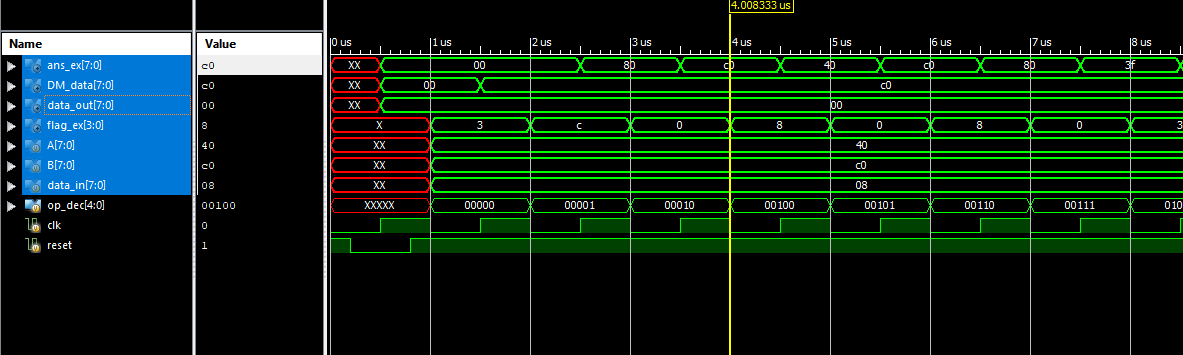 4.008333 us
Name Value 0 us 1 us 2 us 3 us 4 us 5 us 6 us 7 us 8 us
ans_ex[7:0] c0 XX 00 80 c0 40 c0 80 3f
DM_data[7:0] c0 XX 00 c0
data_out[7:0] 00 XX 00
flag_ex[3:0] 8 X 3 c 0 8 0 8 0 3
A[7:0] 40 XX 40
B[7:0] c0 XX c0
data_in[7:0] 08 XX 08
op_dec[4:0] 00100 XXXXX 00000 00001 00010 00100 00101 00110 00111 010
clk 0
reset 1